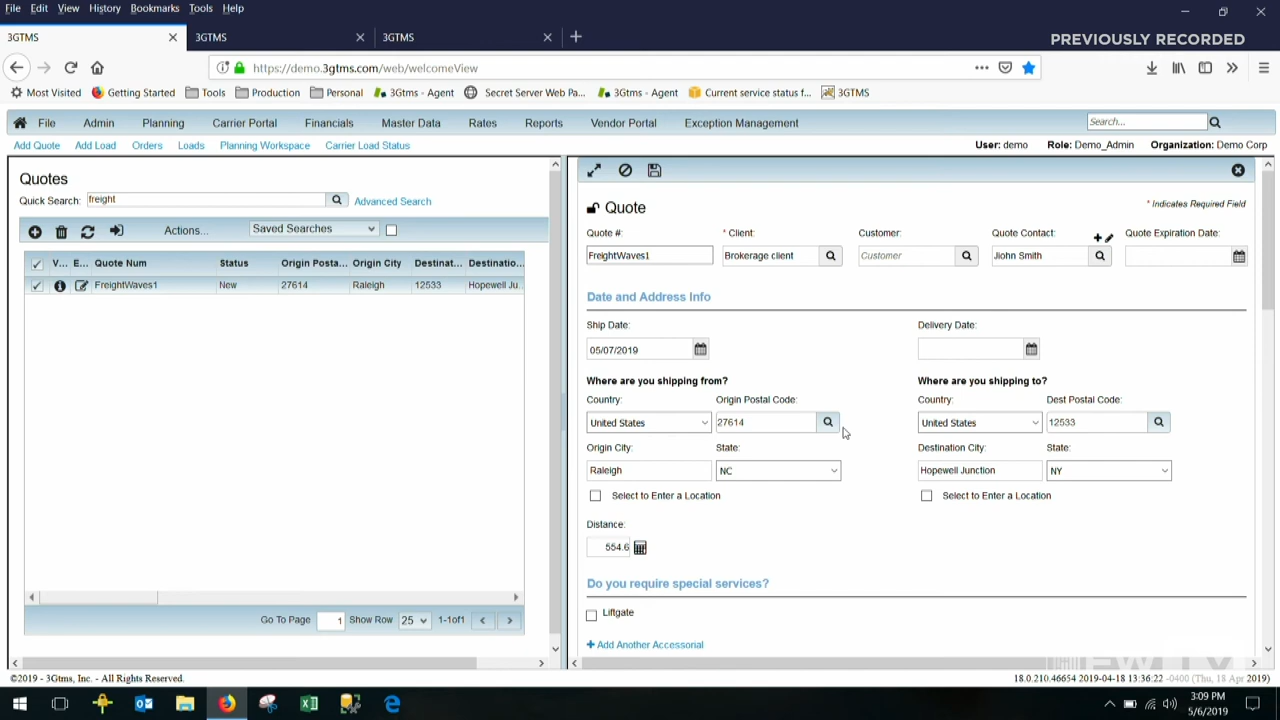 File Edit View History Bookmarks Tools Help
3GTMS 3GTMS 3GTMS
PREVIOUSLY RECORDED
https://demo.3gtms.com/web/welcomeView
Most Visited Getting Started Tools Production Personal 3Gtms - Agent Secret Server Web Pa... 3Gtms - Agent Current service status f... 3GTMS
File Admin Planning Carrier Portal Financials Master Data Rates Reports Vendor Portal Exception Management Search...
Add Quote Add Load Orders Loads Planning Workspace Carrier Load Status User: demo Role: Demo_Admin Organization: Demo Corp
Quotes
Quick Search: freight Advanced Search
Actions... Saved Searches
V... E... Quote Num Status Origin Posta... Origin City Destinat... Destinatio...
FreightWaves1 New 27614 Raleigh 12533 Hopewell Ju...
Go To Page 1 Show Row 25 1-1of1
Quote * Indicates Required Field
Quote #: * Client: Customer: Quote Contact: Quote Expiration Date:
FreightWaves1 Brokerage client Customer Jiohn Smith
Date and Address Info
Ship Date: Delivery Date:
05/07/2019
Where are you shipping from? Where are you shipping to?
Country: Origin Postal Code: Country: Dest Postal Code:
United States 27614 United States 12533
Origin City: State: Destination City: State:
Raleigh NC Hopewell Junction NY
Select to Enter a Location Select to Enter a Location
Distance:
554.6
Do you require special services?
Liftgate
+ Add Another Accessorial
©2019 - 3Gtms, Inc. - All Rights Reserved. 18.0.210.46654 2019-04-18 13:36:22 -0400 (Thu, 18 Apr 2019)
3:09 PM
5/6/2019